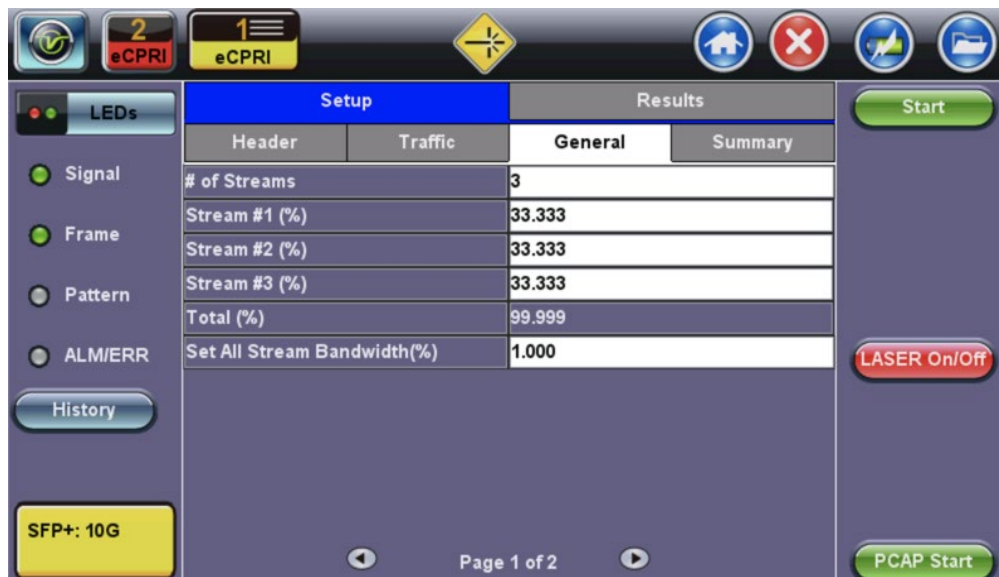 2
eCPRI
1
eCPRI
LEDs
Setup
Results
Start
Header
Traffic
General
Summary
Signal
# of Streams
3
Stream #1 (%)
33.333
Frame
Stream #2 (%)
33.333
Pattern
Stream #3 (%)
33.333
Total (%)
99.999
ALM/ERR
Set All Stream Bandwidth(%)
1.000
LASER On/Off
History
SFP+: 10G
Page 1 of 2
PCAP Start